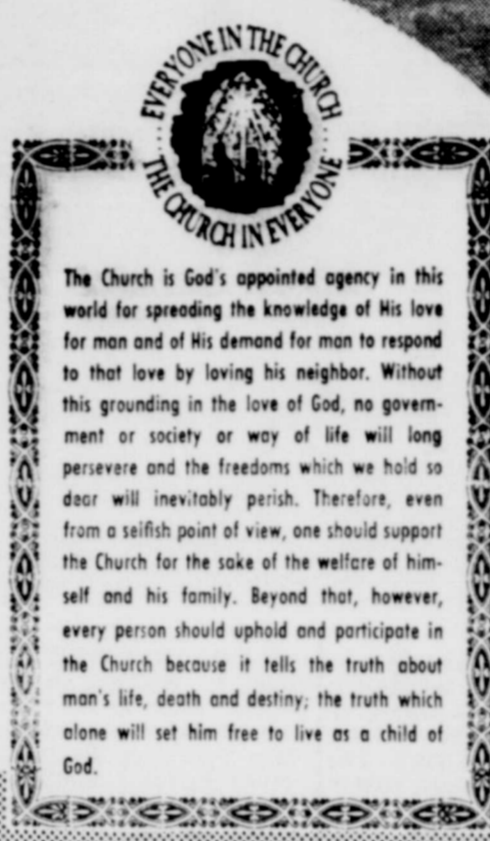 EVERYONE IN THE CHURCH
THE CHURCH IN EVERYONE
The Church is God's appointed agency in this
world for spreading the knowledge of His love
for man and of His demand for man to respond
to that love by loving his neighbor. Without
this grounding in the love of God, no govern-
ment or society or way of life will long
persevere and the freedoms which we hold so
dear will inevitably perish. Therefore, even
from a selfish point of view, one should support
the Church for the sake of the welfare of him-
self and his family. Beyond that, however,
every person should uphold and participate in
the Church because it tells the truth about
man's life, death and destiny; the truth which
alone will set him free to live as a child of
God.